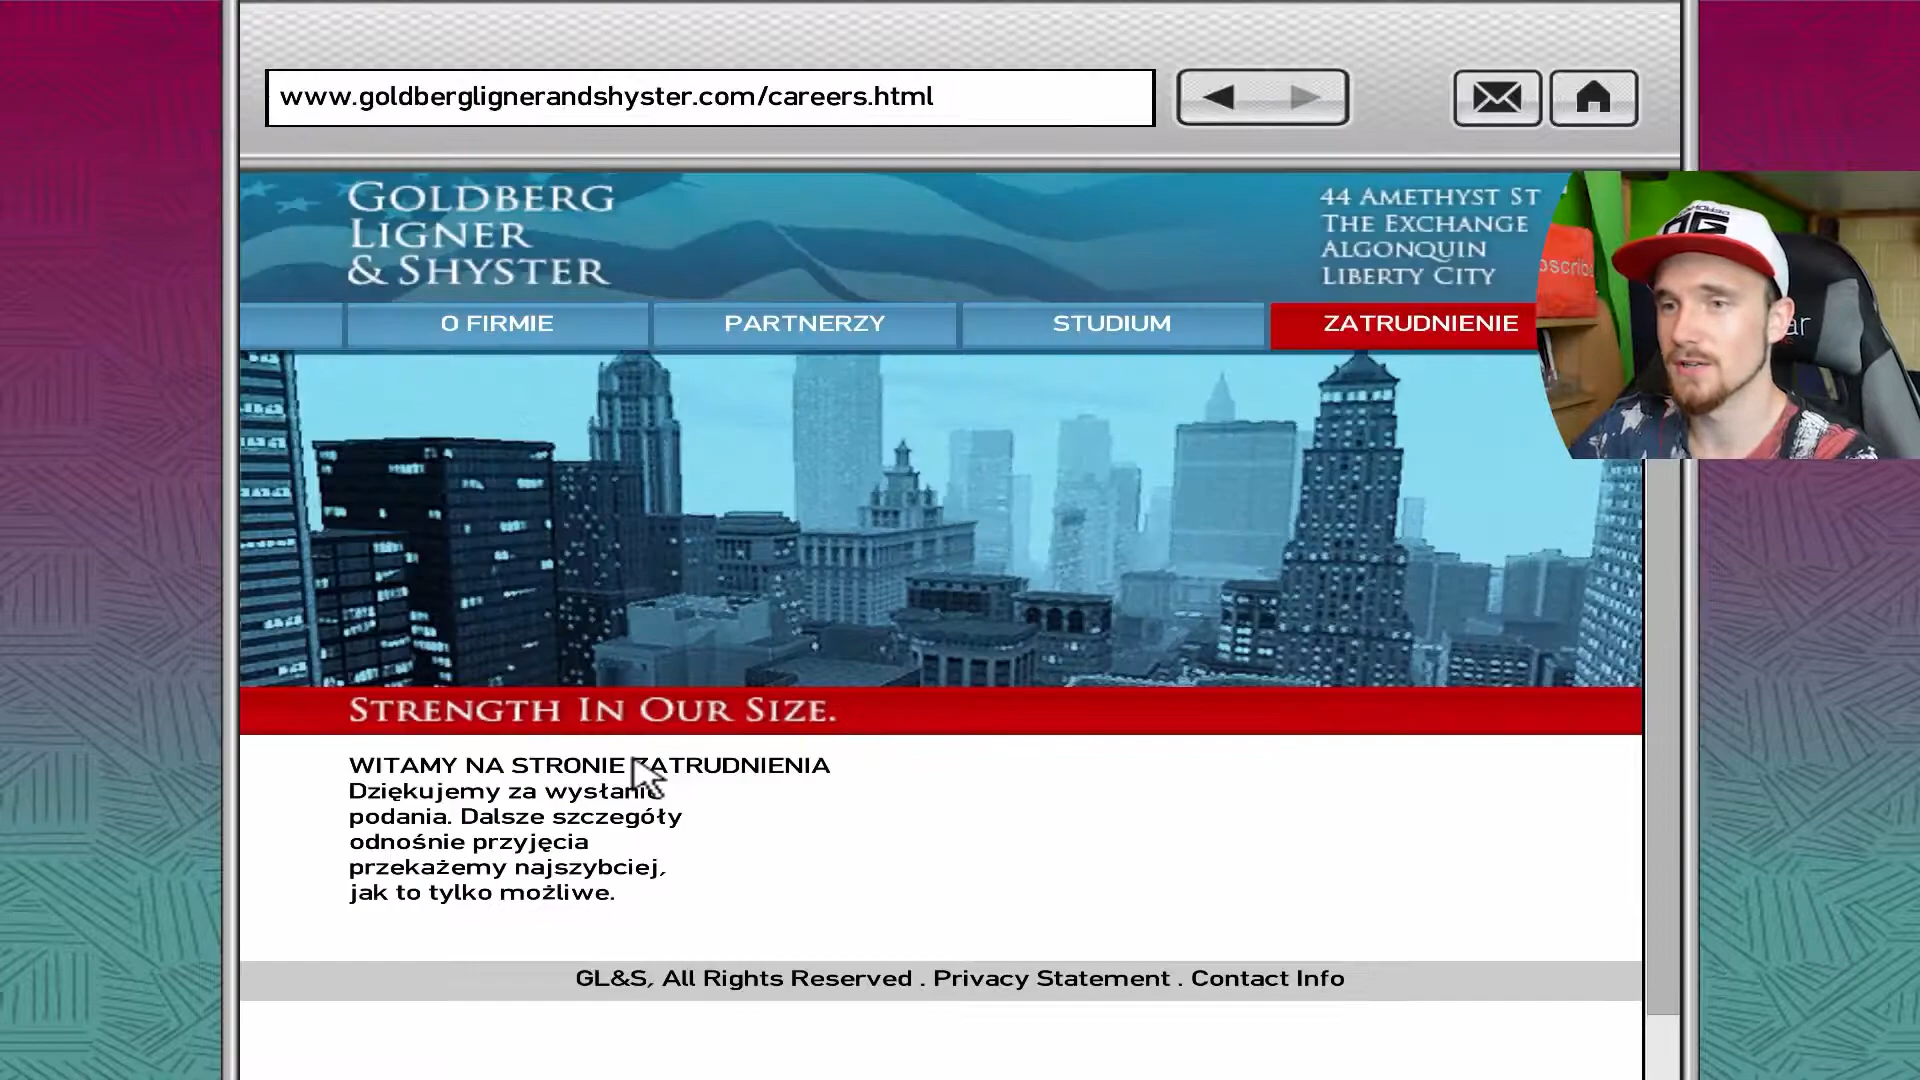 www.goldberglignerandshyster.com/careers.html
GOLDBERG
LIGNER
& SHYSTER
44 AMETHYST ST
THE EXCHANGE
ALGONQUIN
LIBERTY CITY
O FIRMIE
PARTNERZY
STUDIUM
ZATRUDNIENIE
STRENGTH IN OUR SIZE.
WITAMY NA STRONIE ZATRUDNIENIA
Dziękujemy za wysłanie
podania. Dalsze szczegóły
odnośnie przyjęcia
przekażemy najszybciej,
jak to tylko możliwe.
GL&S, All Rights Reserved . Privacy Statement . Contact Info